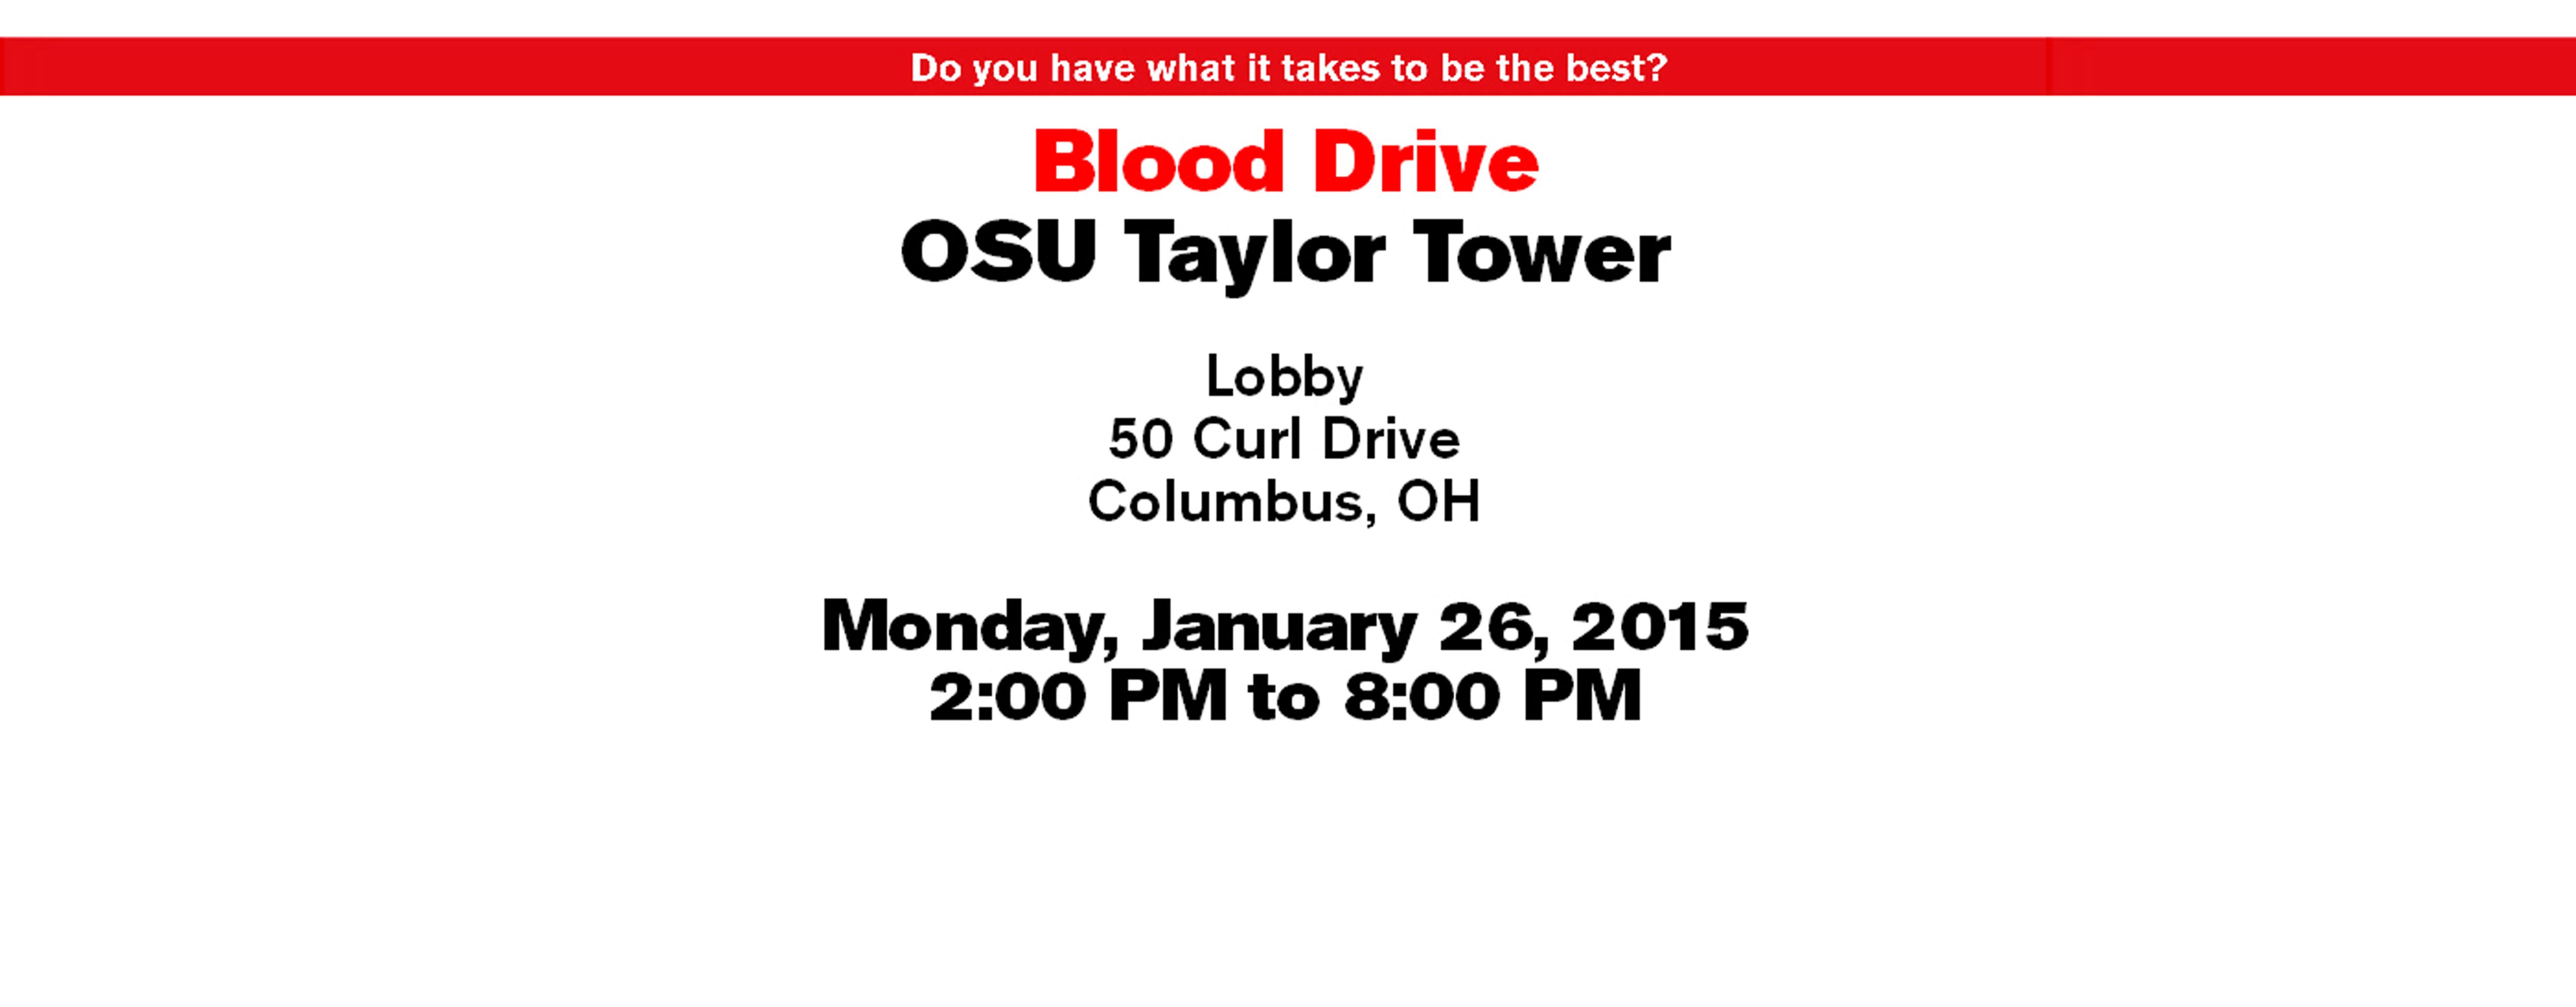 Do you have what it takes to be the best?
Blood Drive
OSU Taylor Tower
Lobby
50 Curl Drive
Columbus, OH
Monday, January 26, 2015
2:00 PM to 8:00 PM